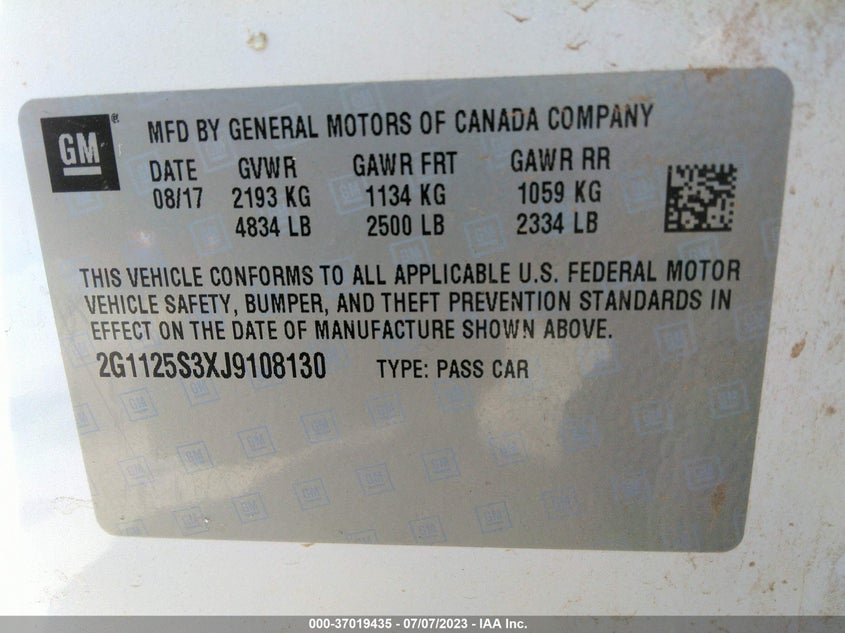 GM ® MFD BY GENERAL MOTORS OF CANADA COMPANY
DATE GVWR GAWR FRT GAWR RR
08/17 2193 KG 1134 KG 1059 KG
4834 LB 2500 LB 2334 LB
THIS VEHICLE CONFORMS TO ALL APPLICABLE U.S. FEDERAL MOTOR
VEHICLE SAFETY, BUMPER, AND THEFT PREVENTION STANDARDS IN
EFFECT ON THE DATE OF MANUFACTURE SHOWN ABOVE.
2G1125S3XJ9108130 TYPE: PASS CAR
000-37019435 - 07/07/2023 - IAA Inc.